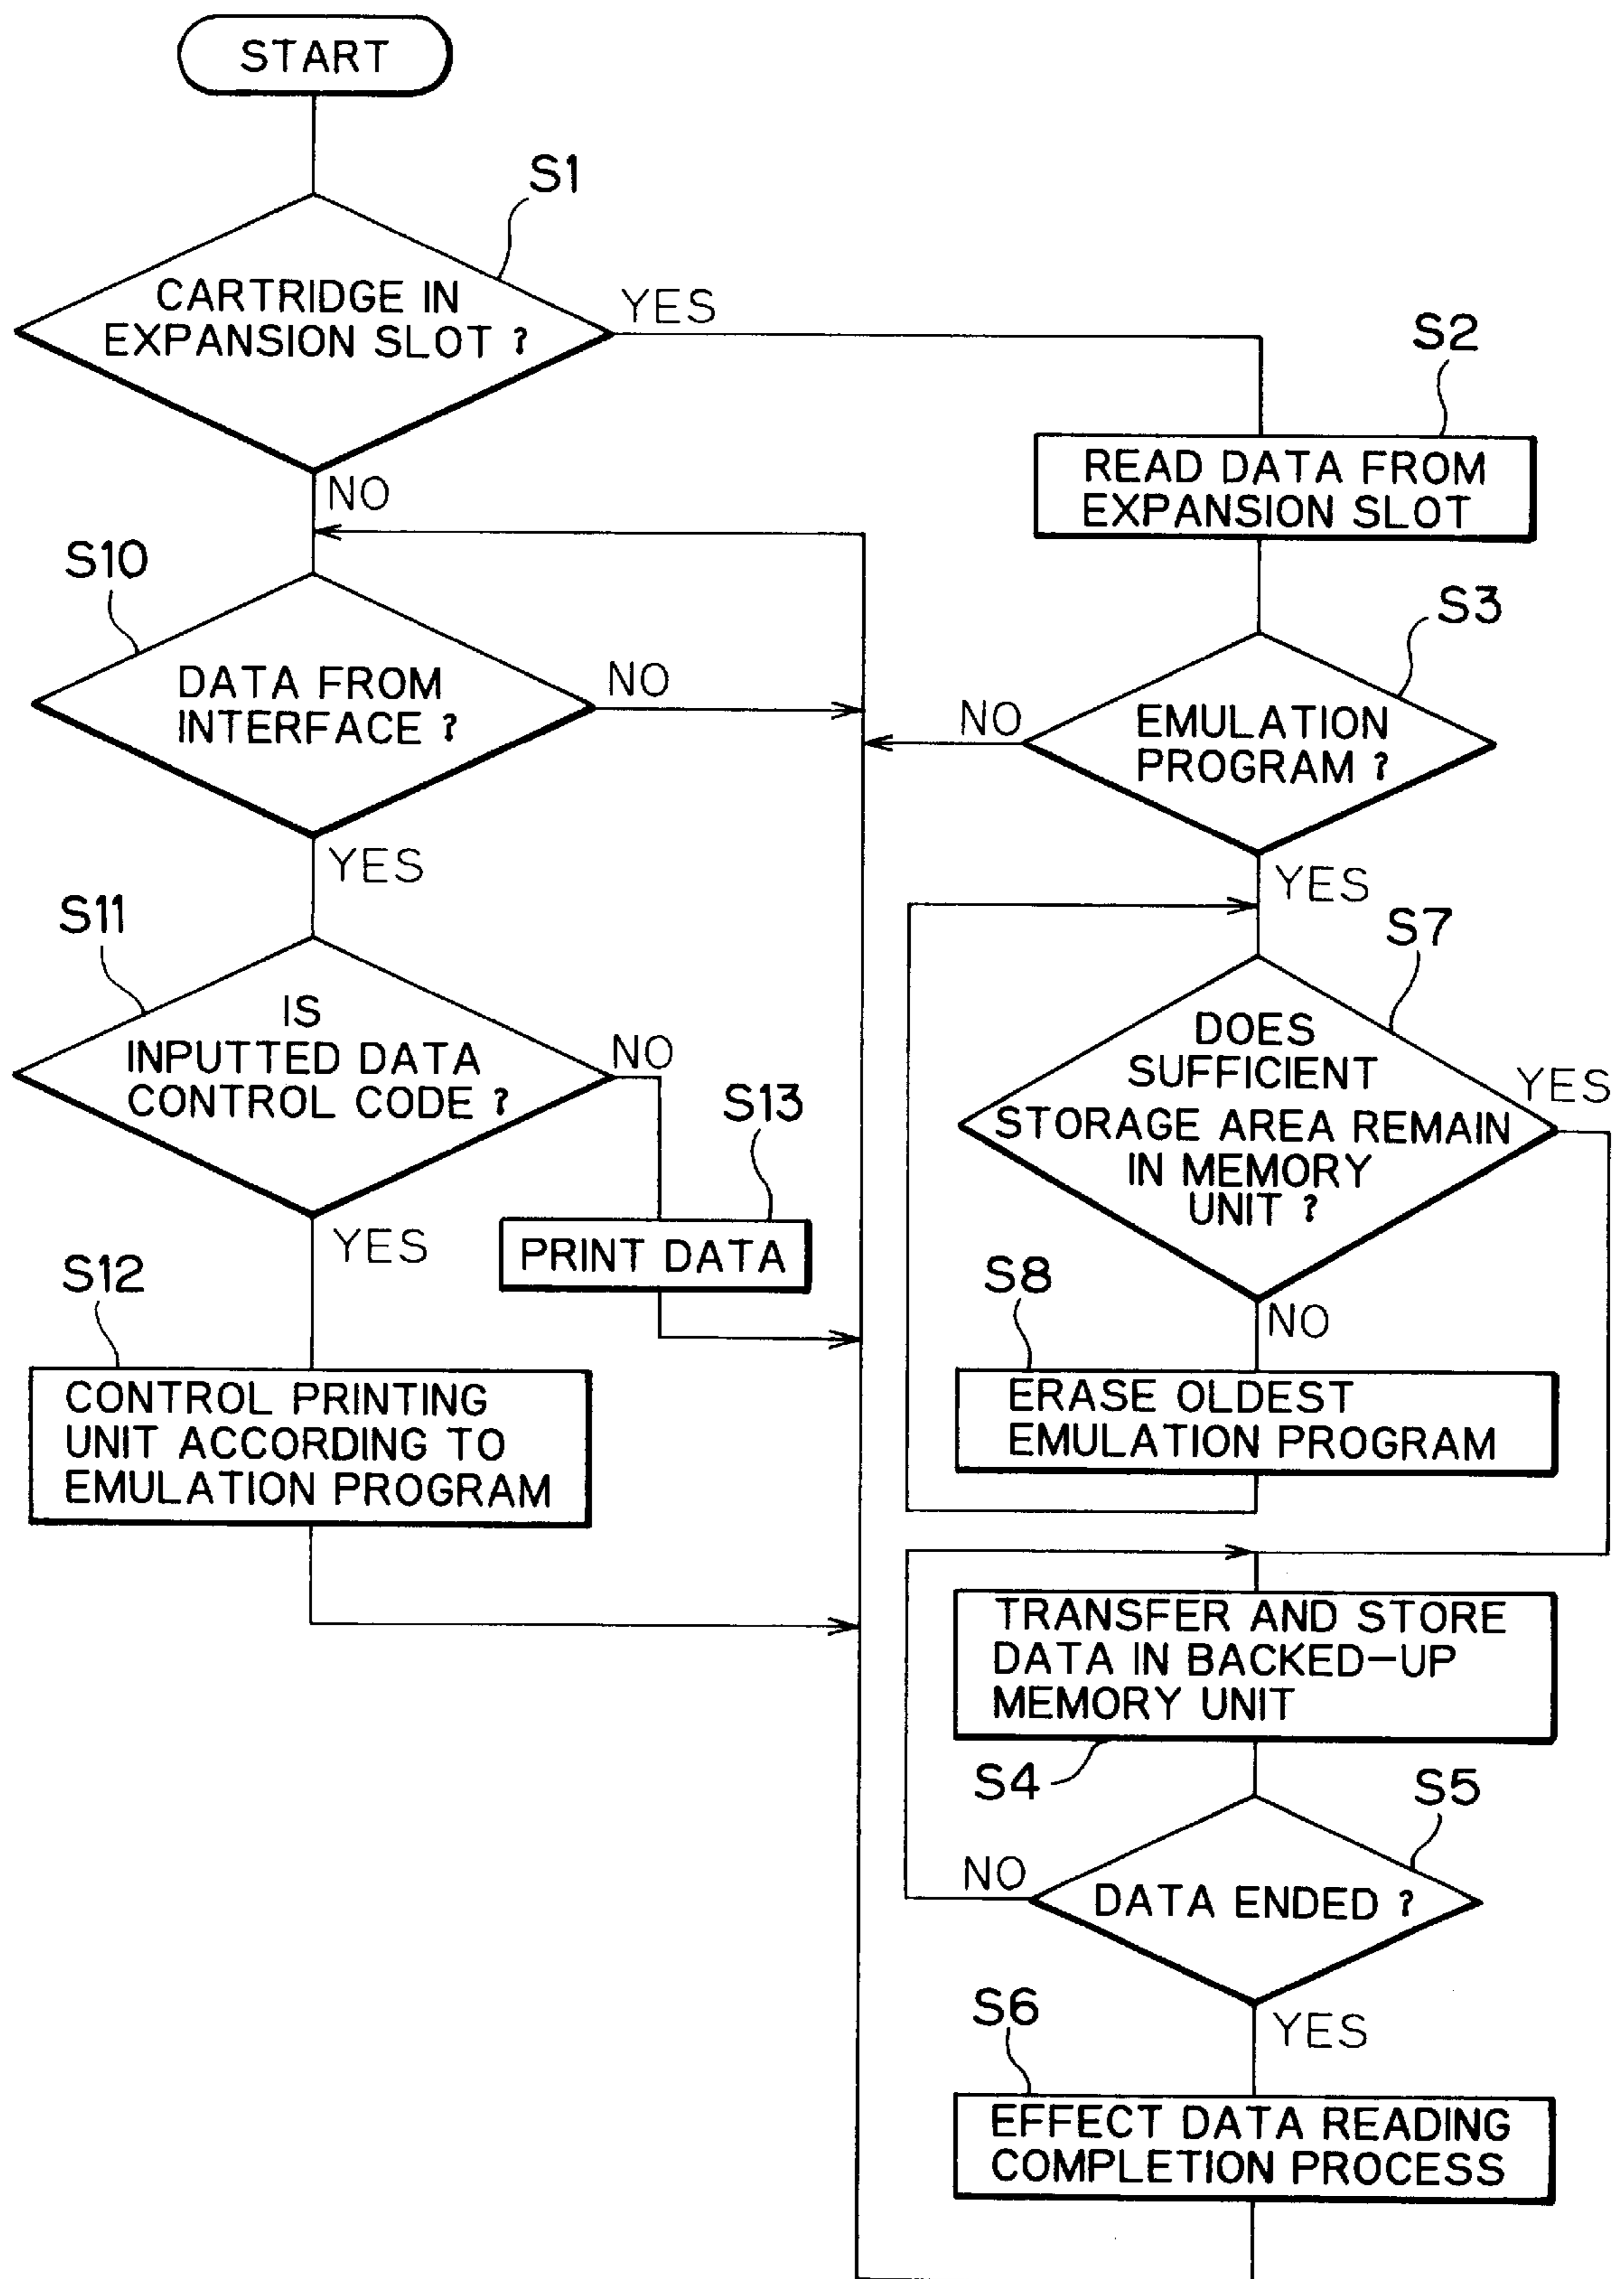 START
S1
CARTRIDGE IN
EXPANSION SLOT ?
YES
NO
S2
READ DATA FROM
EXPANSION SLOT
S10
DATA FROM
INTERFACE ?
NO
YES
S3
EMULATION
PROGRAM ?
NO
YES
S11
IS
INPUTTED DATA
CONTROL CODE ?
NO
YES
S13
PRINT DATA
S12
CONTROL PRINTING
UNIT ACCORDING TO
EMULATION PROGRAM
S7
DOES
SUFFICIENT
STORAGE AREA REMAIN
IN MEMORY
UNIT ?
YES
NO
S8
ERASE OLDEST
EMULATION PROGRAM
TRANSFER AND STORE
DATA IN BACKED-UP
MEMORY UNIT
S4
S5
DATA ENDED ?
NO
YES
S6
EFFECT DATA READING
COMPLETION PROCESS